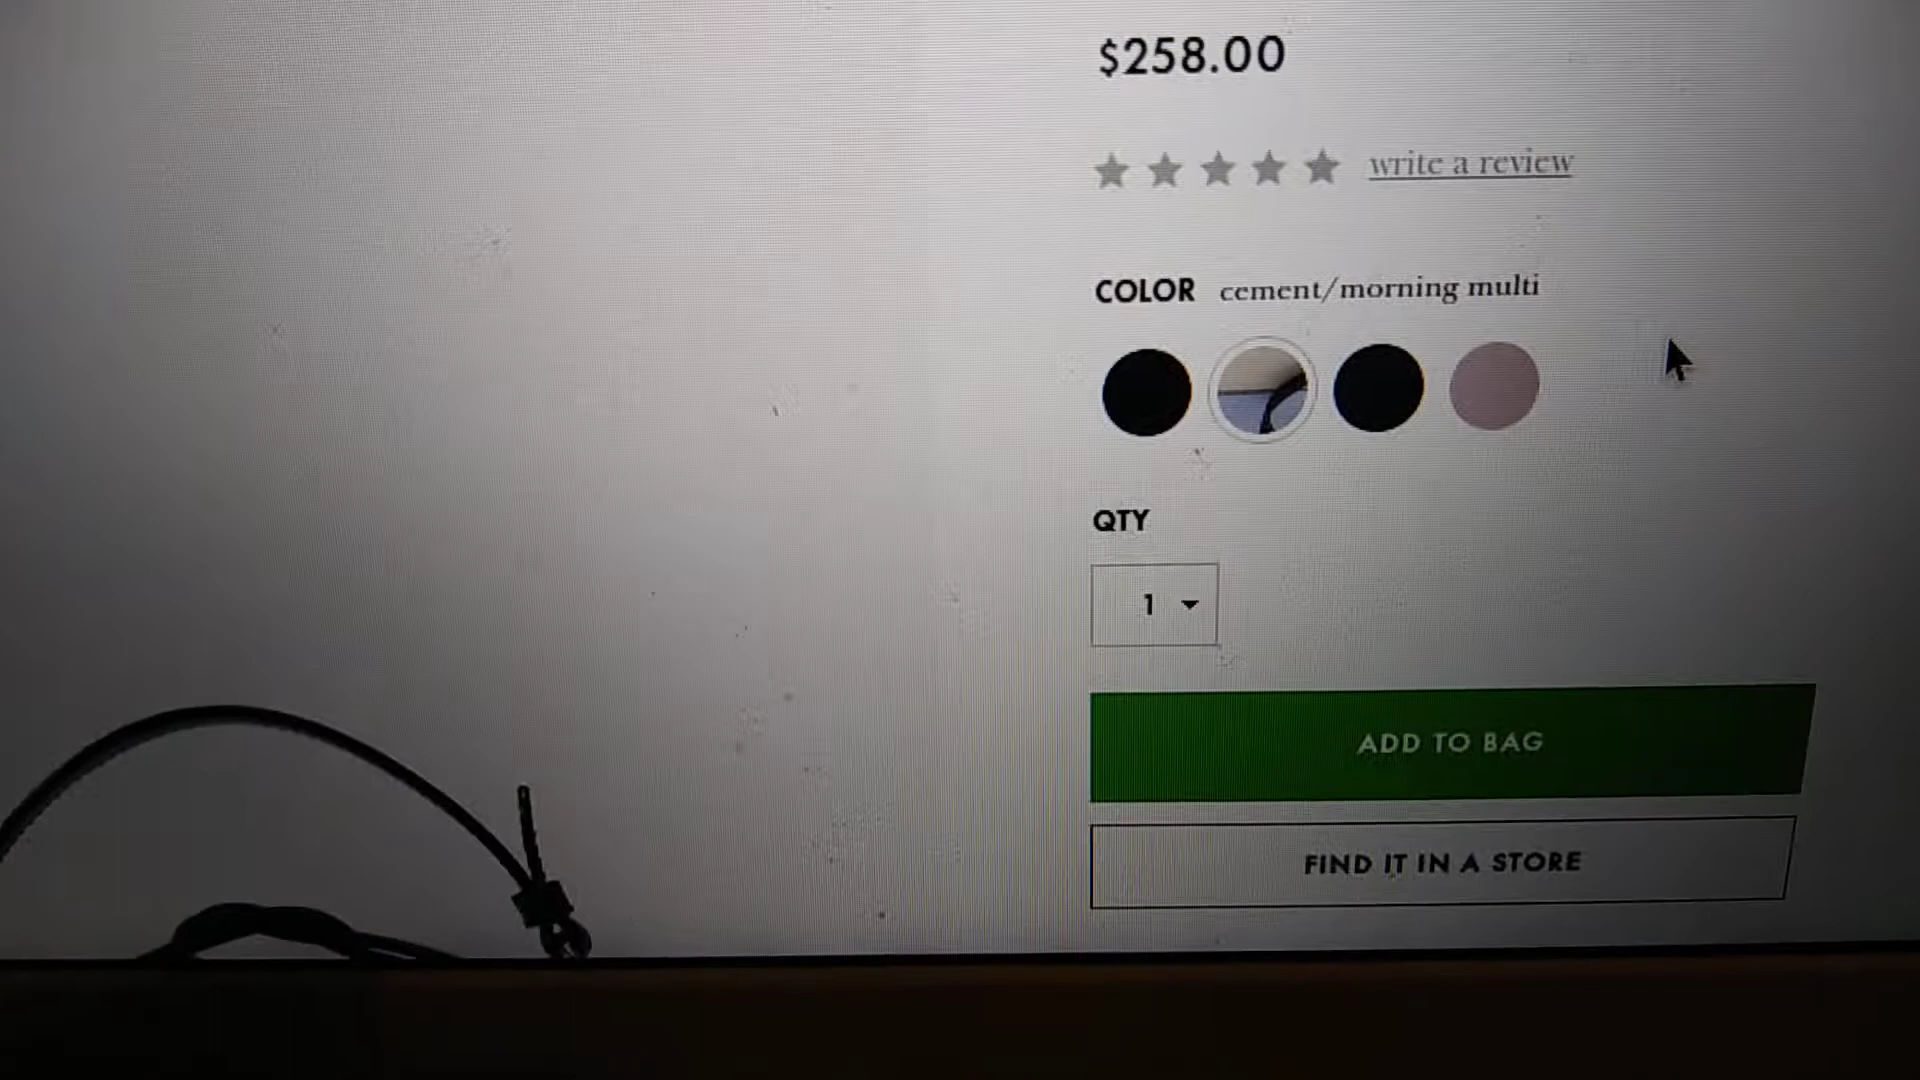 $258.00
write a review
COLOR cement/morning multi
QTY
1
ADD TO BAG
FIND IT IN A STORE